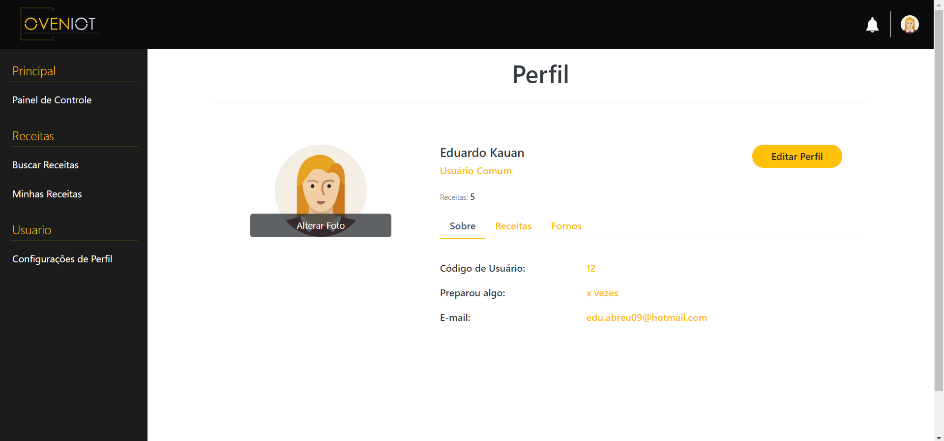 OVENIOT
Perfil
Principal
Painel de Controle
Receitas
Buscar Receitas
Minhas Receitas
Usuario
Configurações de Perfil
Alterar Foto
Eduardo Kauan
Usuário Comum
Receitas: 5
Editar Perfil
Sobre Receitas Fornos
Código de Usuário: 12
Preparou algo: x vezes
E-mail: edu.abreu09@hotmail.com